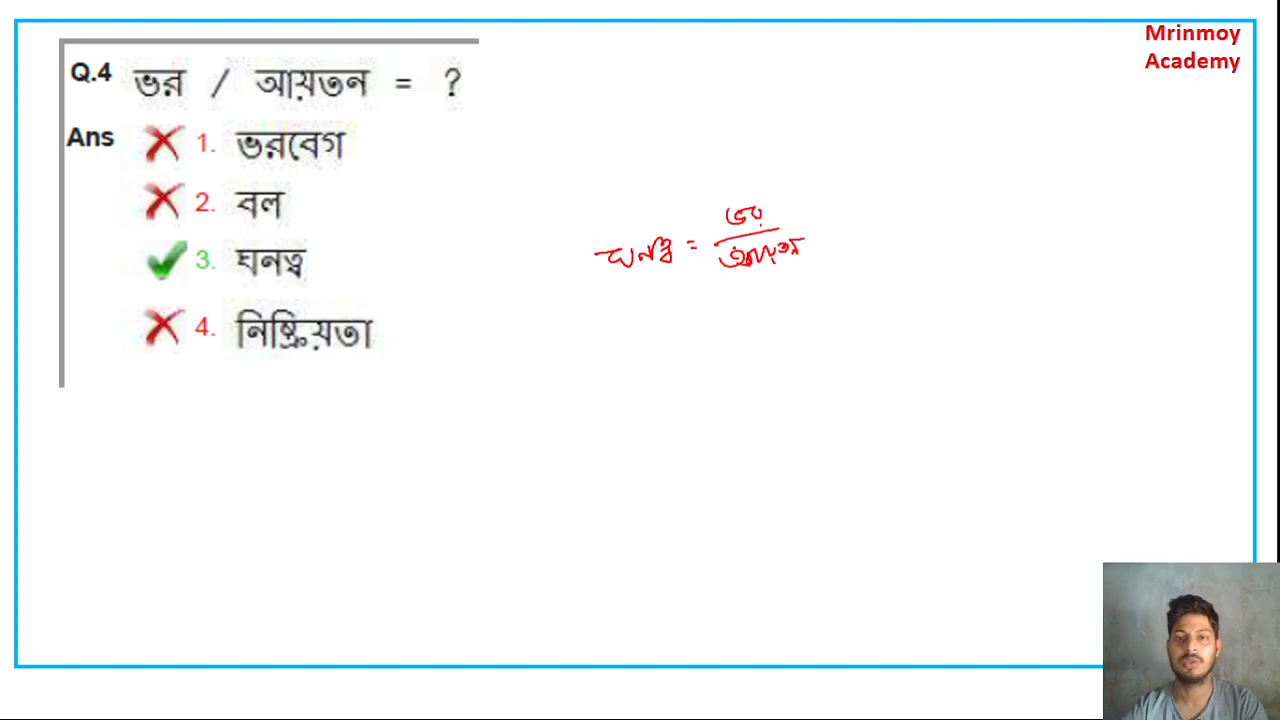 Mrinmoy
Academy
Q.4 ভর / আয়তন = ?
Ans 1. ভরবেগ
2. বল
3. ঘনত্ব
4. নিষ্ক্রিয়তা
ঘনত্ব = ভর
আয়তন